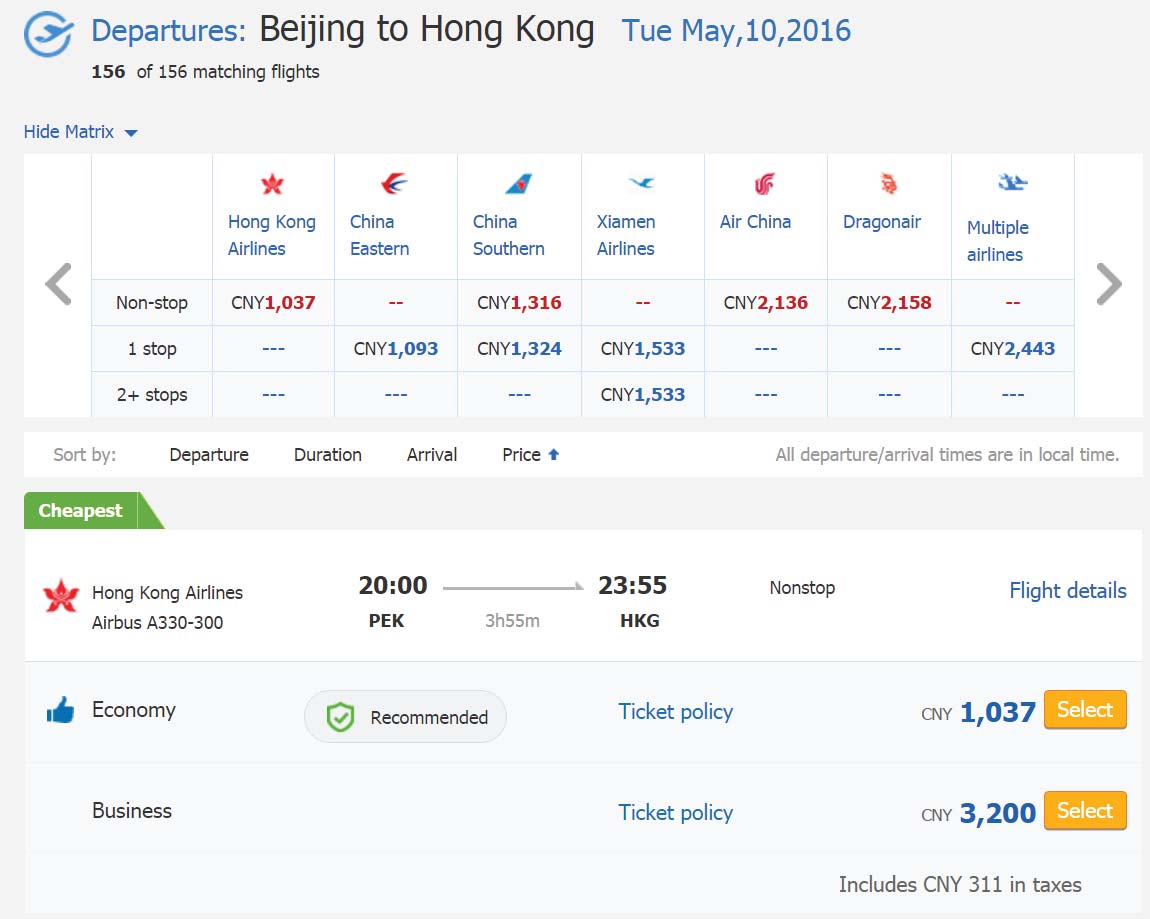 Departures: Beijing to Hong Kong Tue May,10,2016
156 of 156 matching flights
Hide Matrix
Hong Kong Airlines
China Eastern
China Southern
Xiamen Airlines
Air China
Dragonair
Multiple airlines
Non-stop CNY1,037 -- CNY1,316 -- CNY2,136 CNY2,158 --
1 stop --- CNY1,093 CNY1,324 CNY1,533 --- --- CNY2,443
2+ stops --- --- --- CNY1,533 --- --- ---
Sort by: Departure Duration Arrival Price All departure/arrival times are in local time.
Cheapest
Hong Kong Airlines
Airbus A330-300
20:00 23:55
PEK 3h55m HKG
Nonstop
Flight details
Economy Recommended Ticket policy CNY 1,037 Select
Business Ticket policy CNY 3,200 Select
Includes CNY 311 in taxes